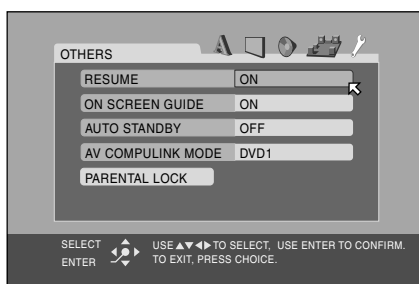 OTHERS
RESUME ON
ON SCREEN GUIDE ON
AUTO STANDBY OFF
AV COMPULINK MODE DVD1
PARENTAL LOCK
SELECT
ENTER
USE ▲▼◀▶ TO SELECT, USE ENTER TO CONFIRM.
TO EXIT, PRESS CHOICE.